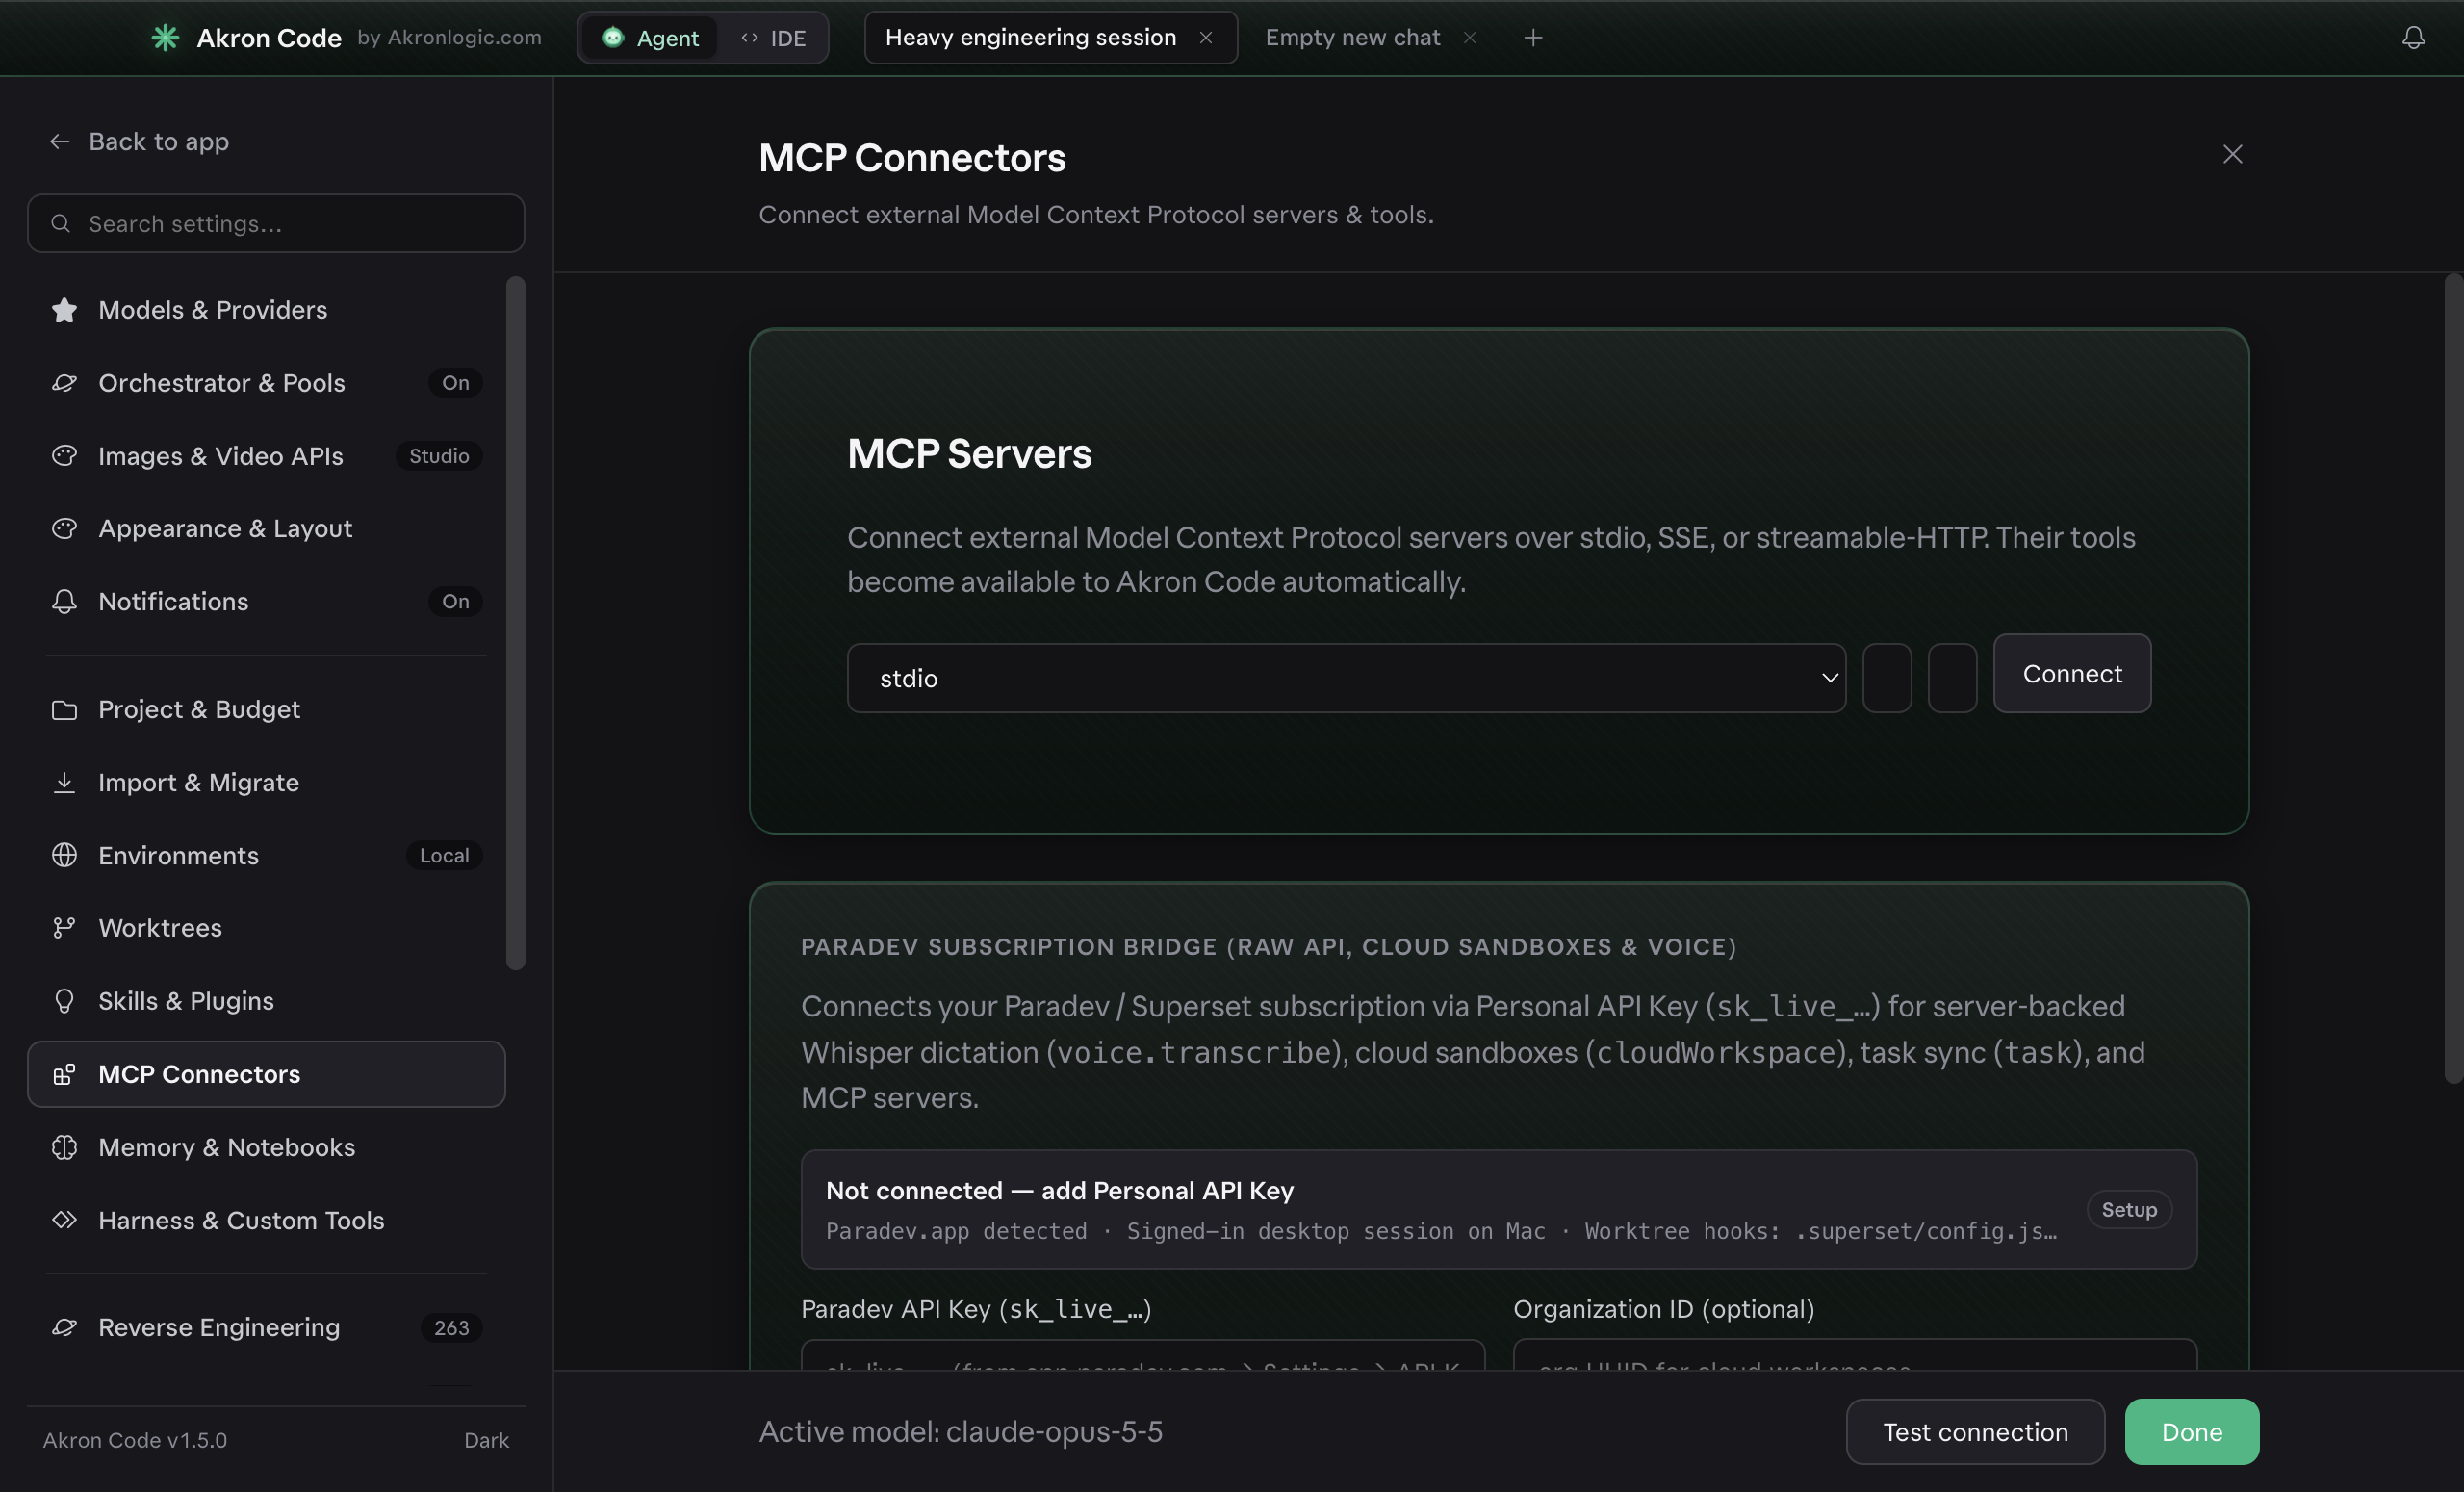 Akron Code by Akronlogic.com
Agent
IDE
Heavy engineering session
Empty new chat
Back to app
Search settings...
Models & Providers
Orchestrator & Pools On
Images & Video APIs Studio
Appearance & Layout
Notifications On
Project & Budget
Import & Migrate
Environments Local
Worktrees
Skills & Plugins
MCP Connectors
Memory & Notebooks
Harness & Custom Tools
Reverse Engineering 263
Akron Code v1.5.0 Dark
MCP Connectors
Connect external Model Context Protocol servers & tools.
MCP Servers
Connect external Model Context Protocol servers over stdio, SSE, or streamable-HTTP. Their tools
become available to Akron Code automatically.
stdio
Connect
PARADEV SUBSCRIPTION BRIDGE (RAW API, CLOUD SANDBOXES & VOICE)
Connects your Paradev / Superset subscription via Personal API Key (sk_live_…) for server-backed
Whisper dictation (voice.transcribe), cloud sandboxes (cloudWorkspace), task sync (task), and
MCP servers.
Not connected — add Personal API Key
Paradev.app detected · Signed-in desktop session on Mac · Worktree hooks: .superset/config.js…
Setup
Paradev API Key (sk_live_…)
Organization ID (optional)
Active model: claude-opus-5-5
Test connection
Done